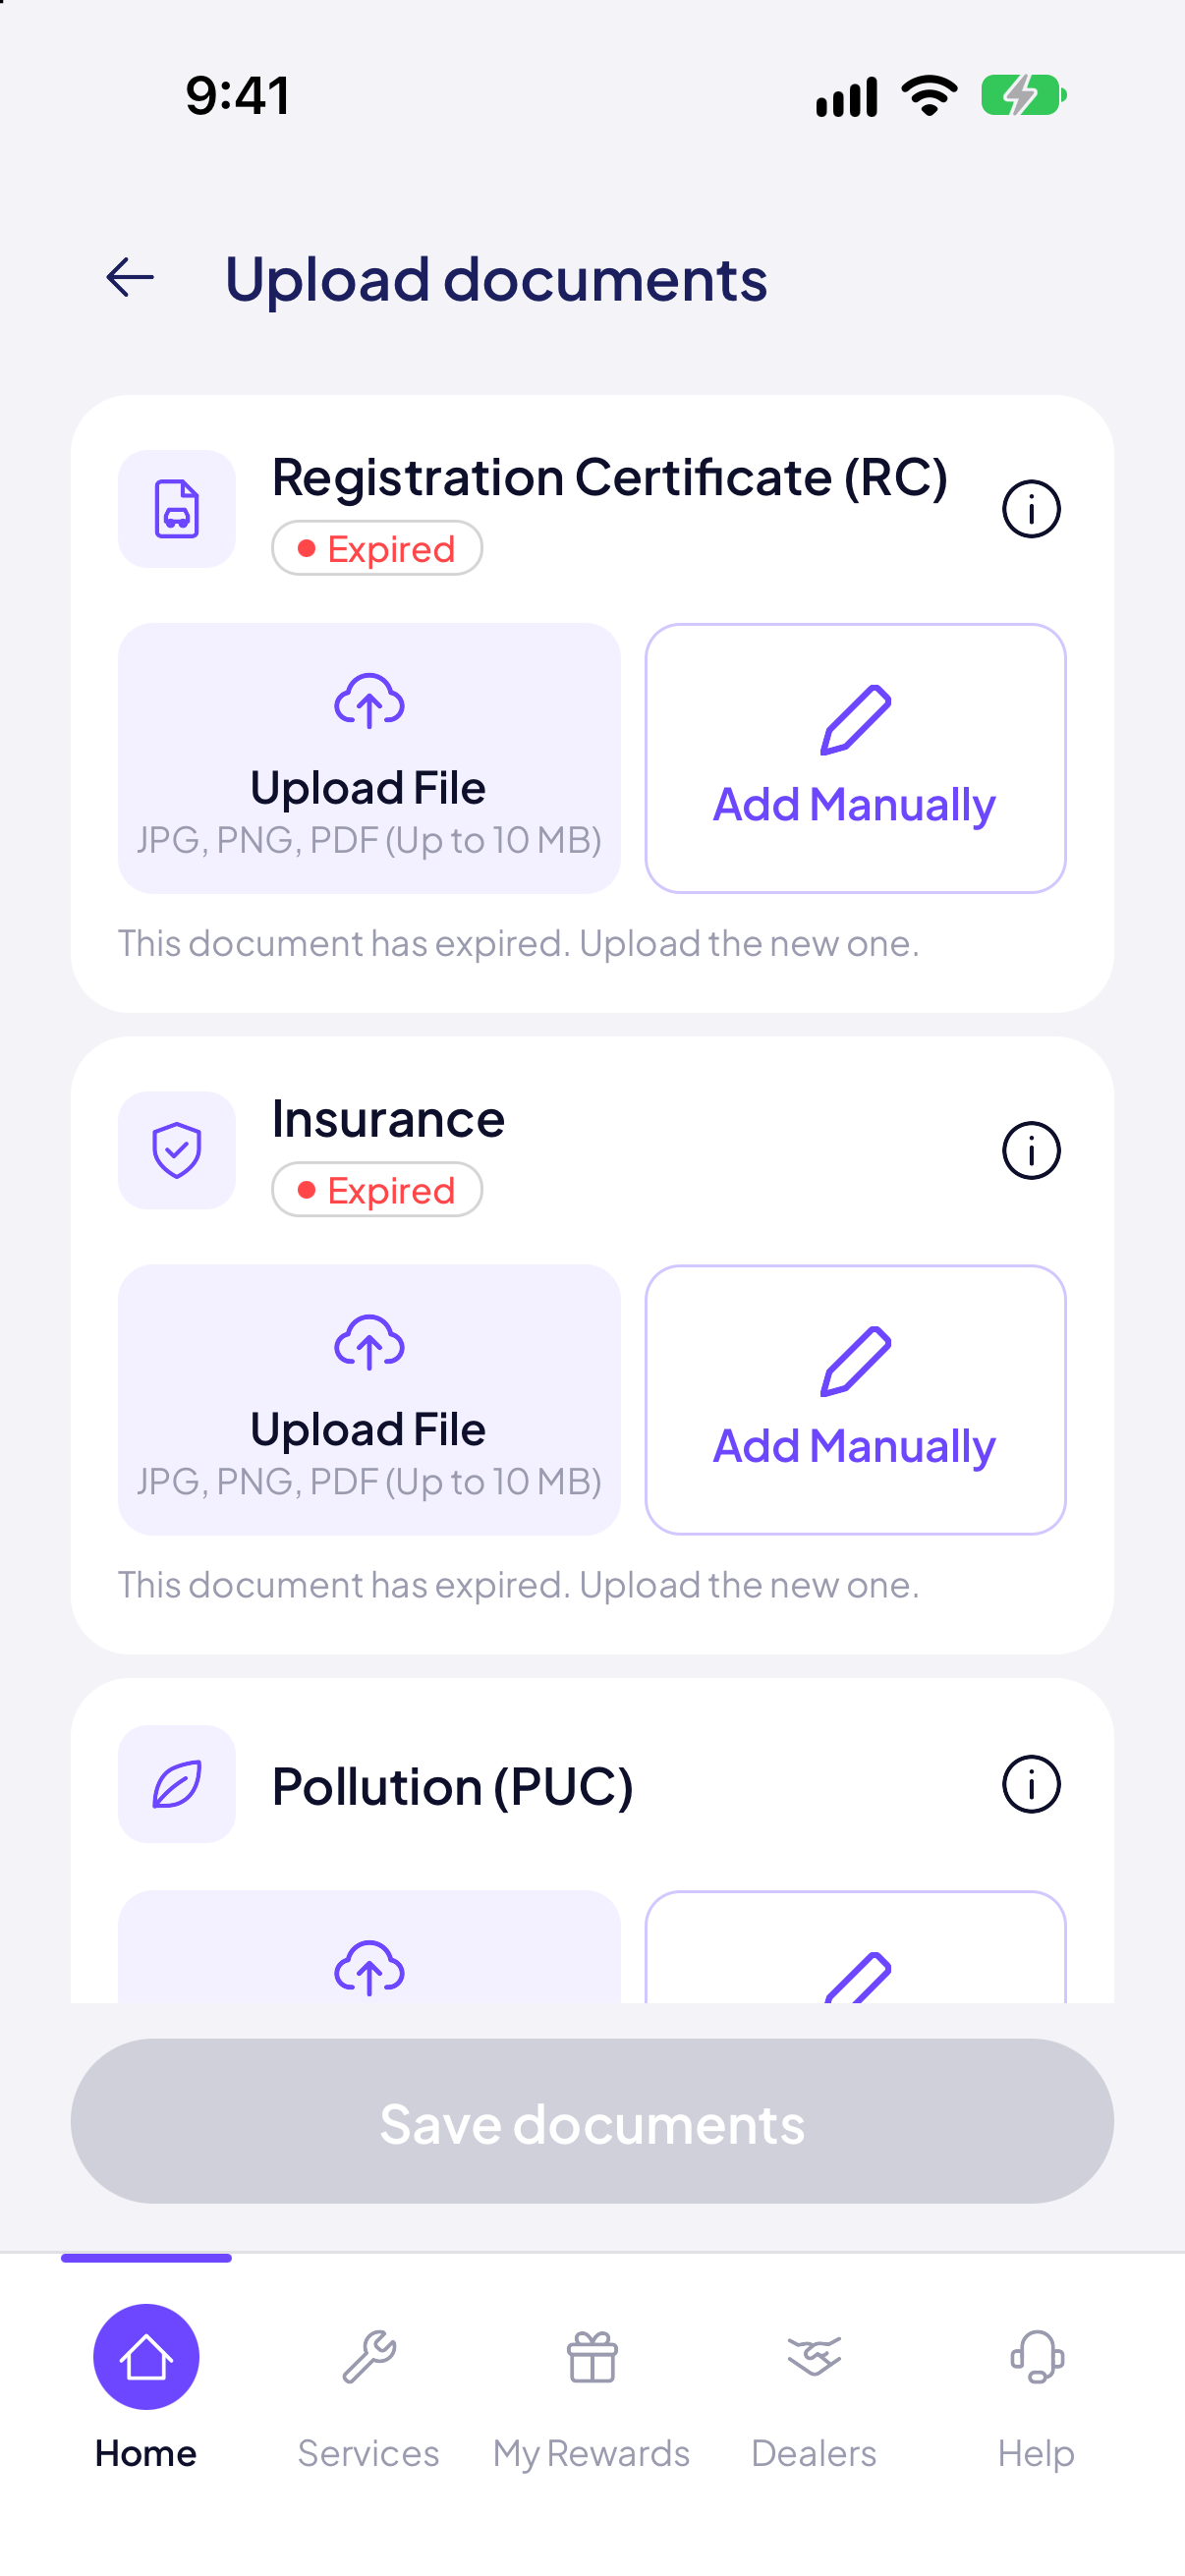 9:41
Upload documents
Registration Certificate (RC)
Expired
Upload File
JPG, PNG, PDF (Up to 10 MB)
Add Manually
This document has expired. Upload the new one.
Insurance
Expired
Upload File
JPG, PNG, PDF (Up to 10 MB)
Add Manually
This document has expired. Upload the new one.
Pollution (PUC)
Save documents
Home
Services
My Rewards
Dealers
Help